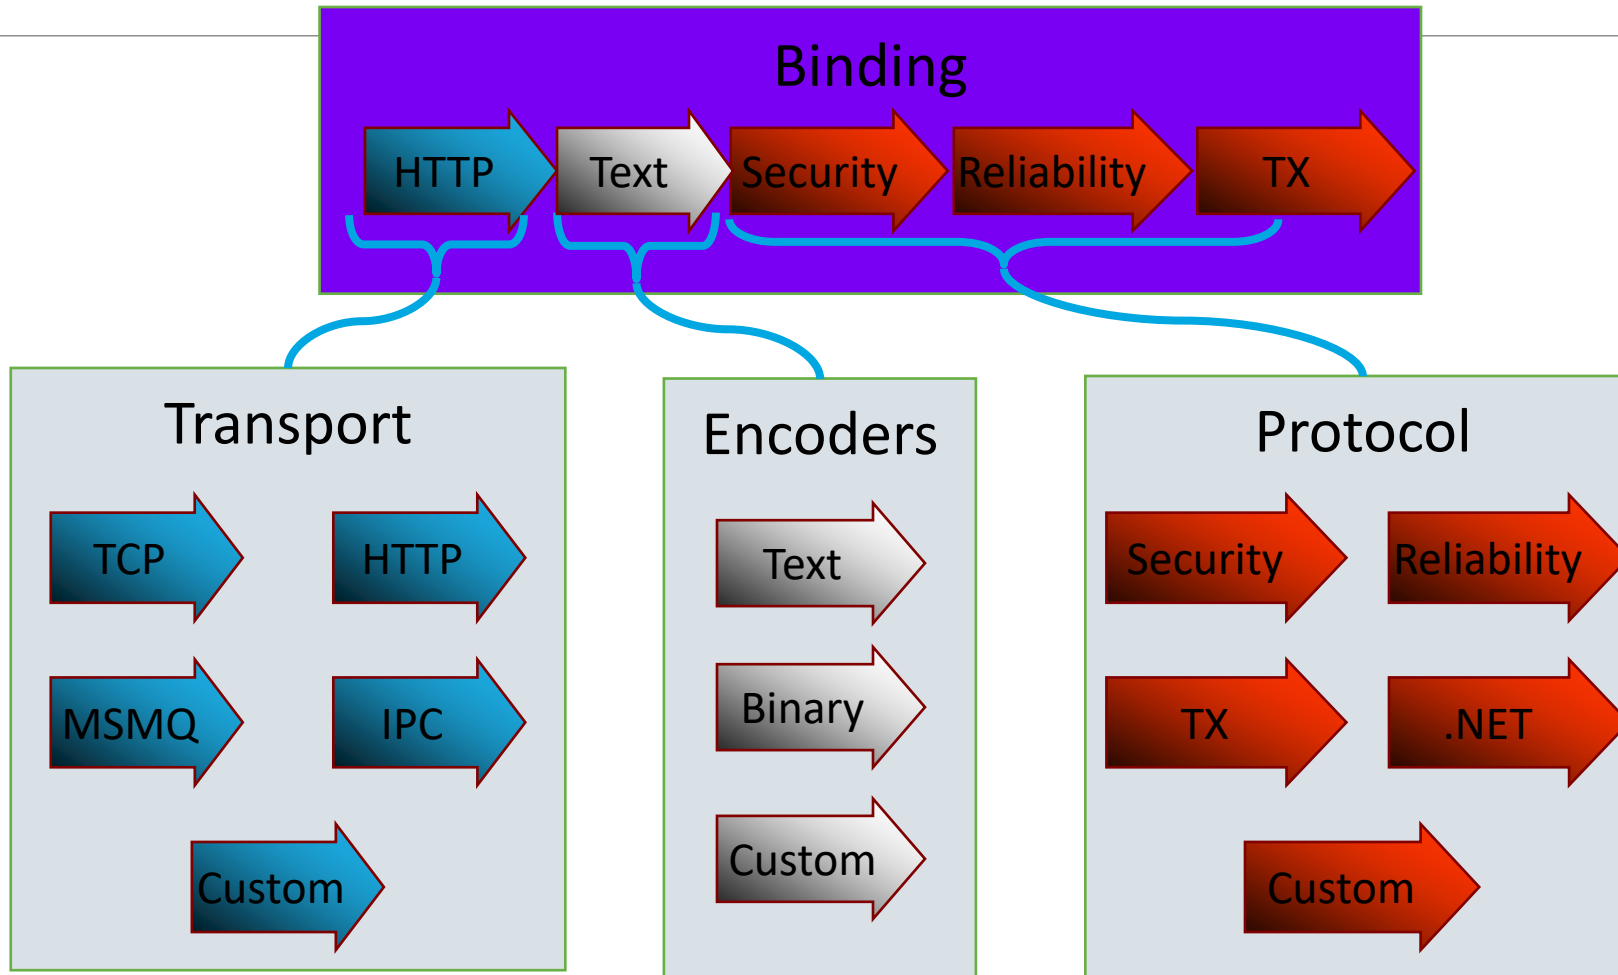 Binding
HTTP Text Security Reliability TX
Transport
TCP HTTP
MSMQ IPC
Custom
Encoders
Text
Binary
Custom
Protocol
Security Reliability
TX .NET
Custom